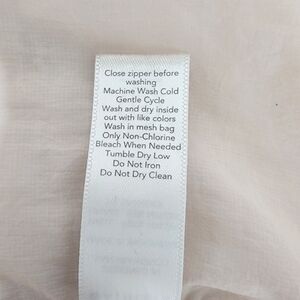 Close zipper before
washing
Machine Wash Cold
Gentle Cycle
Wash and dry inside
out with like colors
Wash in mesh bag
Only Non-Chlorine
Bleach When Needed
Tumble Dry Low
Do Not Iron
Do Not Dry Clean